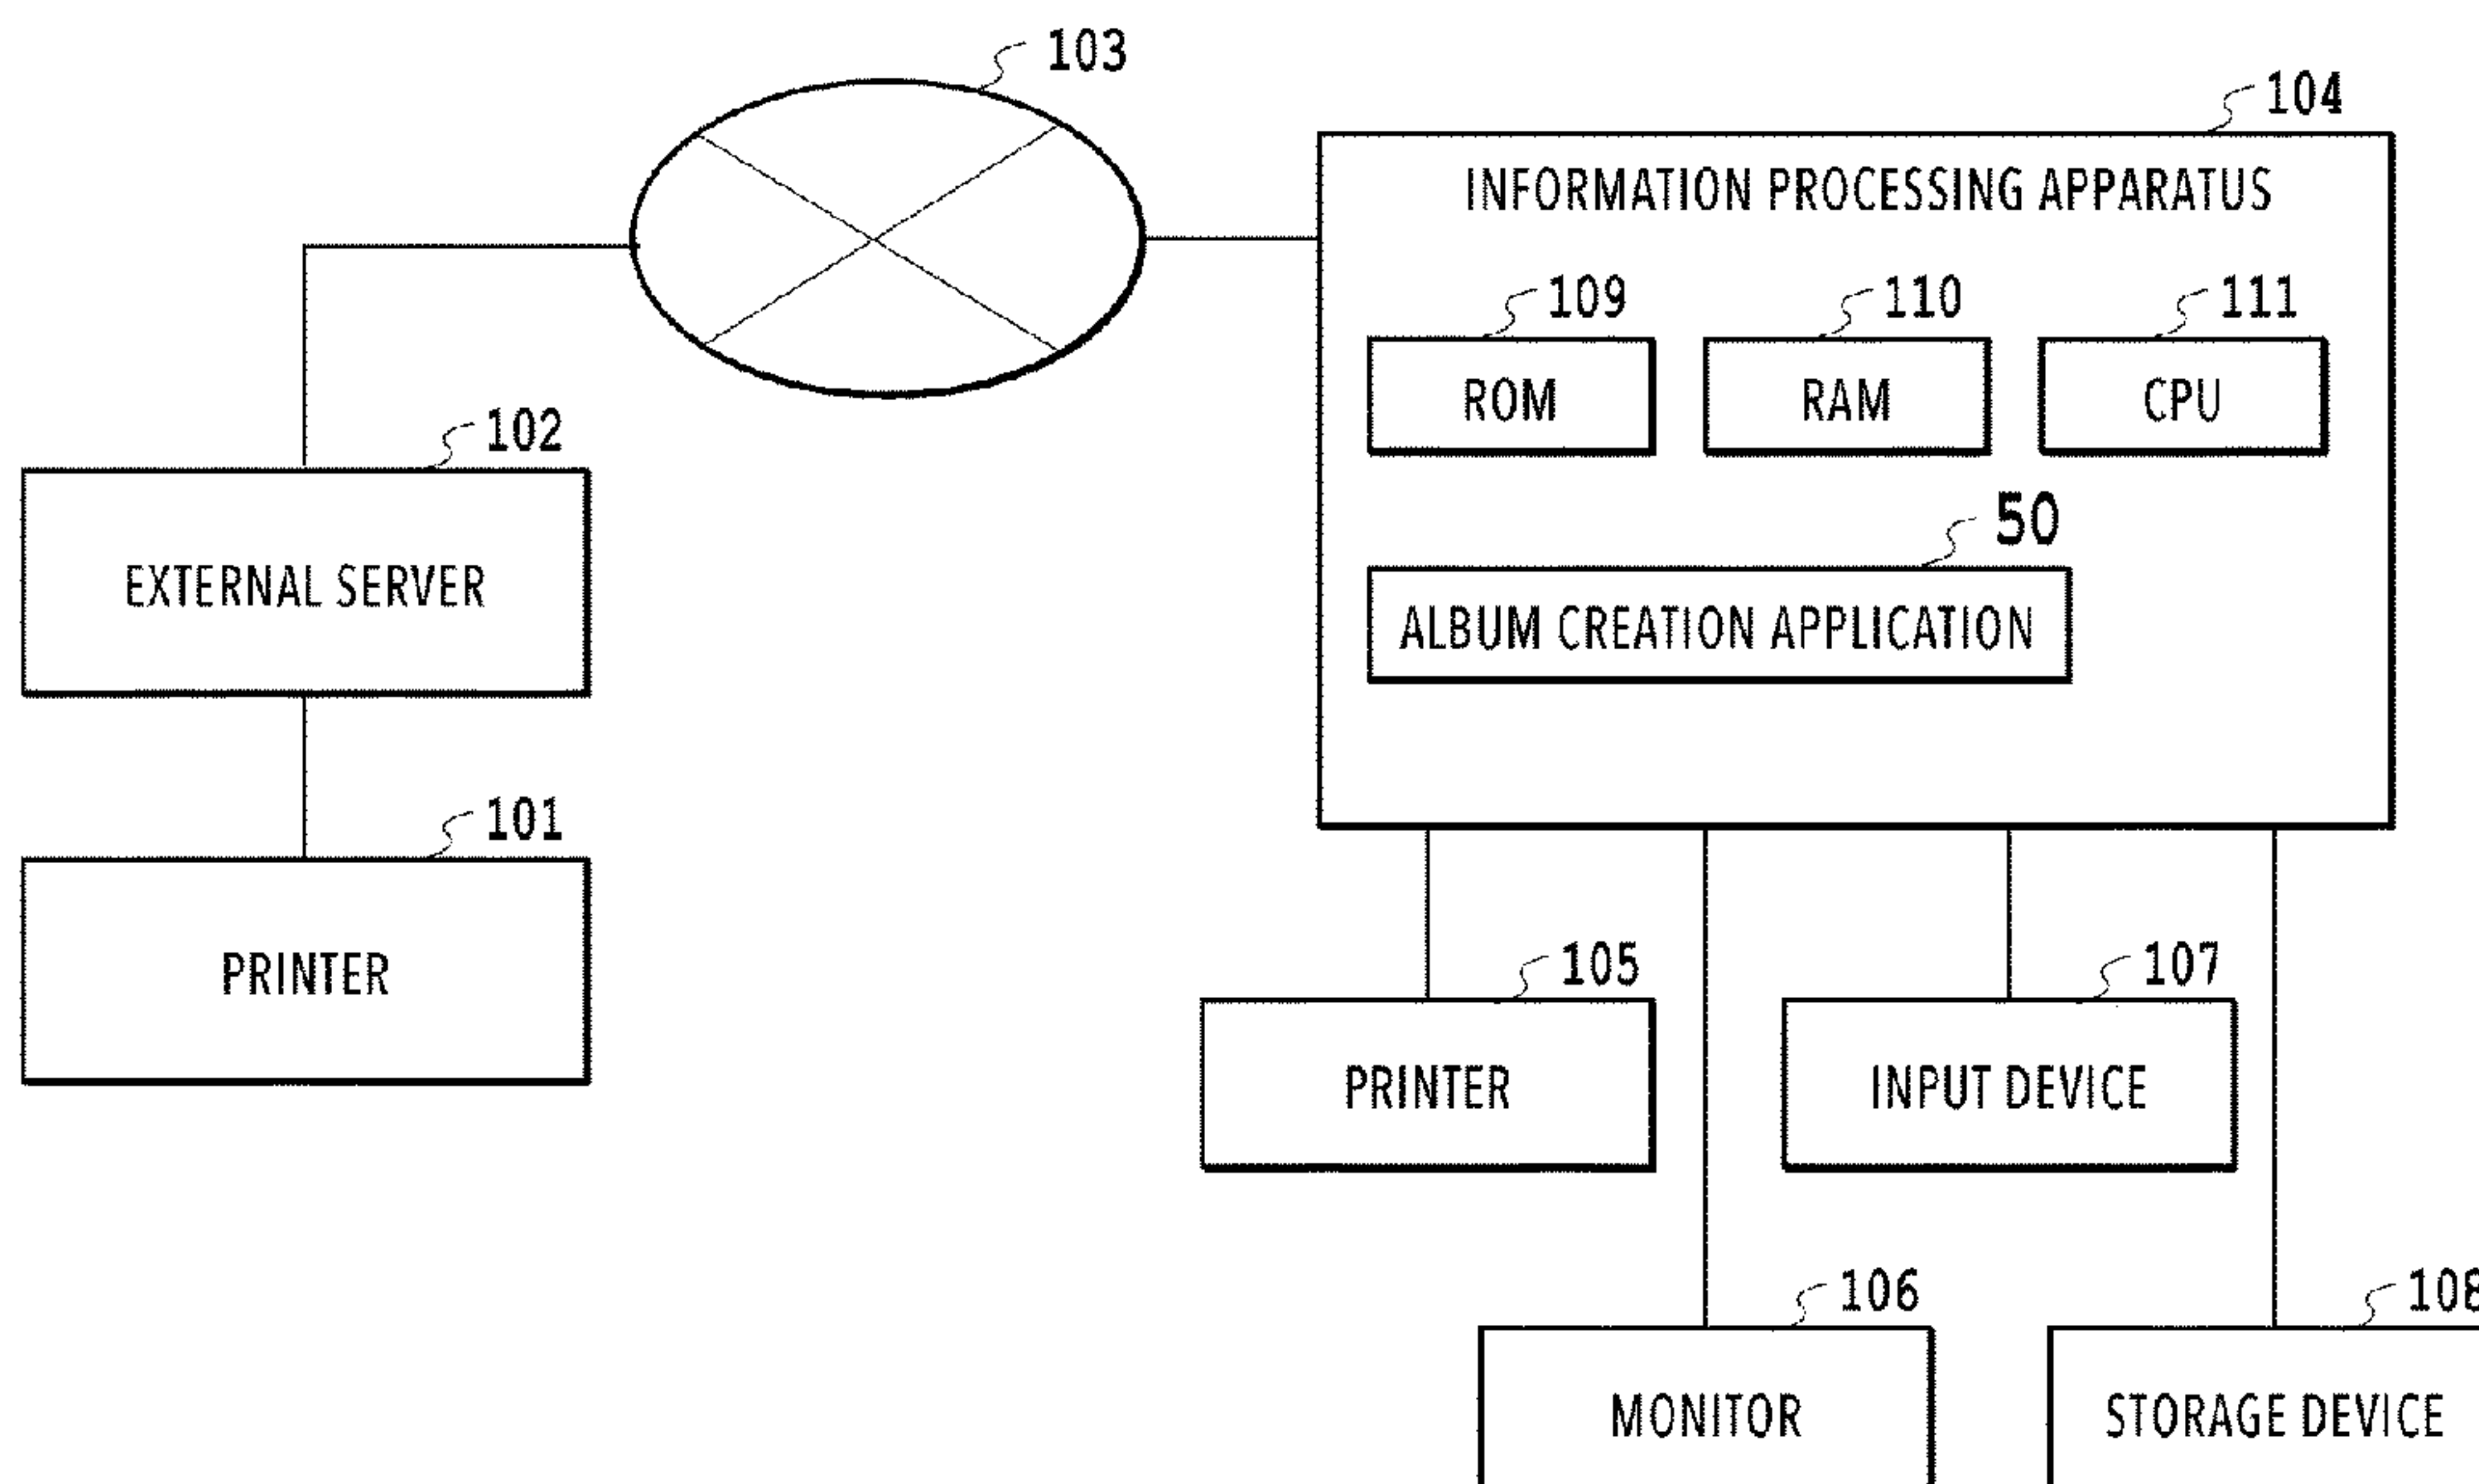 103
104
INFORMATION PROCESSING APPARATUS
109
110
111
ROM
RAM
CPU
102
50
EXTERNAL SERVER
ALBUM CREATION APPLICATION
101
PRINTER
105
107
PRINTER
INPUT DEVICE
106
108
MONITOR
STORAGE DEVICE